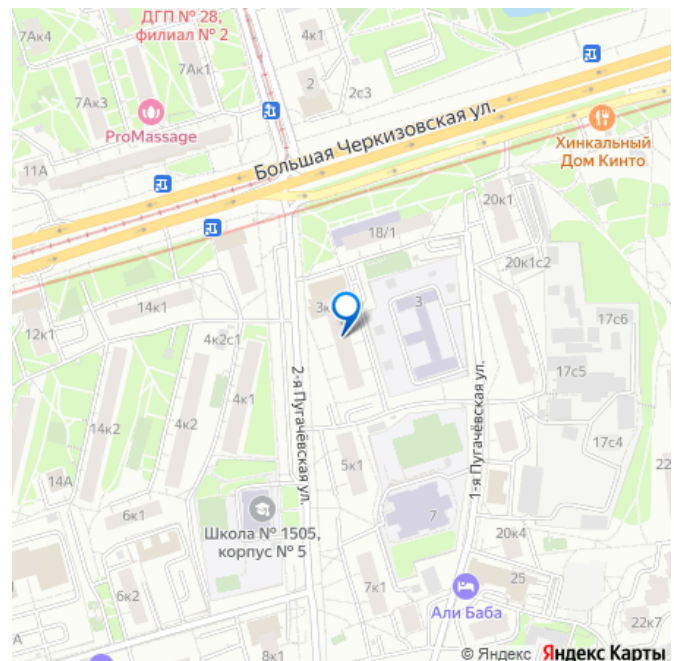 ДГП № 28,
филиал № 2
7Ак4
7Ак1
4к1
2
2с3
7Ак3
ProMassage
Большая Черкизовская ул.
Хинкальный
Дом Кинто
11А
20к1
18/1
20к1с2
14к1
3к
3
17с6
12к1
4к2с1
2-я Пугачёвская ул.
1-я Пугачёвская ул.
17с5
14к2
4к2
4к1
17с4
5к1
22
14А
6к1
Школа № 1505,
корпус № 5
7
20к4
6к2
7к1
25
Али Баба
22к7
А
8к1
© Яндекс Яндекс Карты